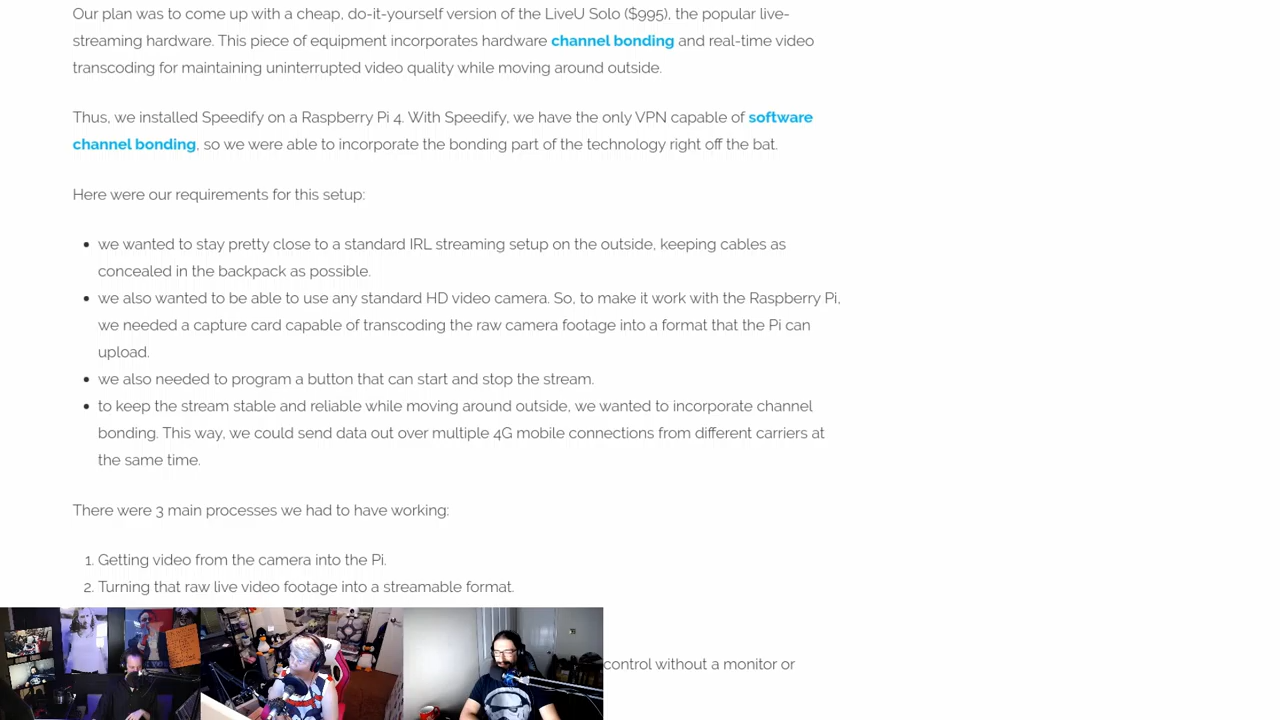 Our plan was to come up with a cheap, do-it-yourself version of the LiveU Solo ($995), the popular live-
streaming hardware. This piece of equipment incorporates hardware channel bonding and real-time video
transcoding for maintaining uninterrupted video quality while moving around outside.
Thus, we installed Speedify on a Raspberry Pi 4. With Speedify, we have the only VPN capable of software
channel bonding, so we were able to incorporate the bonding part of the technology right off the bat.
Here were our requirements for this setup:
• we wanted to stay pretty close to a standard IRL streaming setup on the outside, keeping cables as
concealed in the backpack as possible.
• we also wanted to be able to use any standard HD video camera. So, to make it work with the Raspberry Pi,
we needed a capture card capable of transcoding the raw camera footage into a format that the Pi can
upload.
• we also needed to program a button that can start and stop the stream.
• to keep the stream stable and reliable while moving around outside, we wanted to incorporate channel
bonding. This way, we could send data out over multiple 4G mobile connections from different carriers at
the same time.
There were 3 main processes we had to have working:
1. Getting video from the camera into the Pi.
2. Turning that raw live video footage into a streamable format.
control without a monitor or